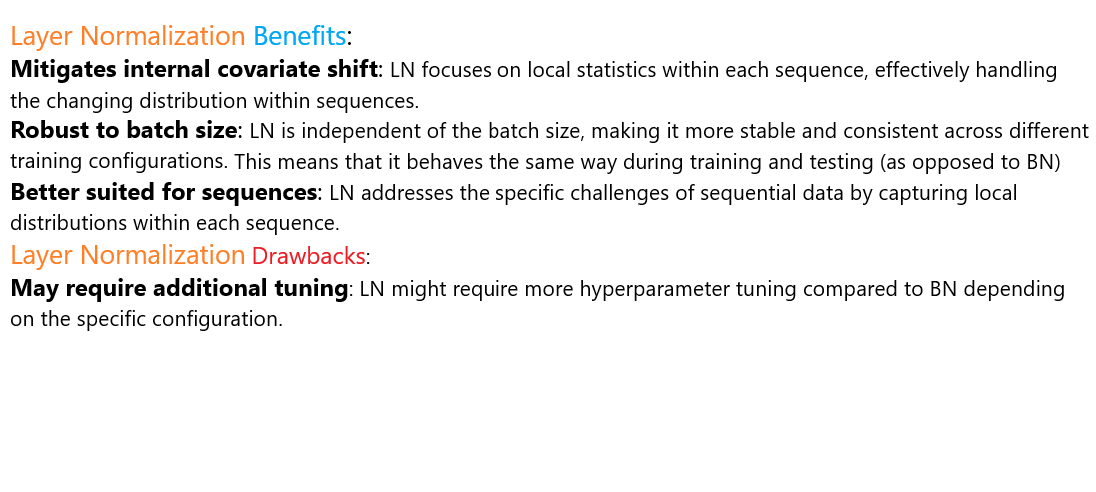 Layer Normalization Benefits:
Mitigates internal covariate shift: LN focuses on local statistics within each sequence, effectively handling
the changing distribution within sequences.
Robust to batch size: LN is independent of the batch size, making it more stable and consistent across different
training configurations. This means that it behaves the same way during training and testing (as opposed to BN)
Better suited for sequences: LN addresses the specific challenges of sequential data by capturing local
distributions within each sequence.
Layer Normalization Drawbacks:
May require additional tuning: LN might require more hyperparameter tuning compared to BN depending
on the specific configuration.